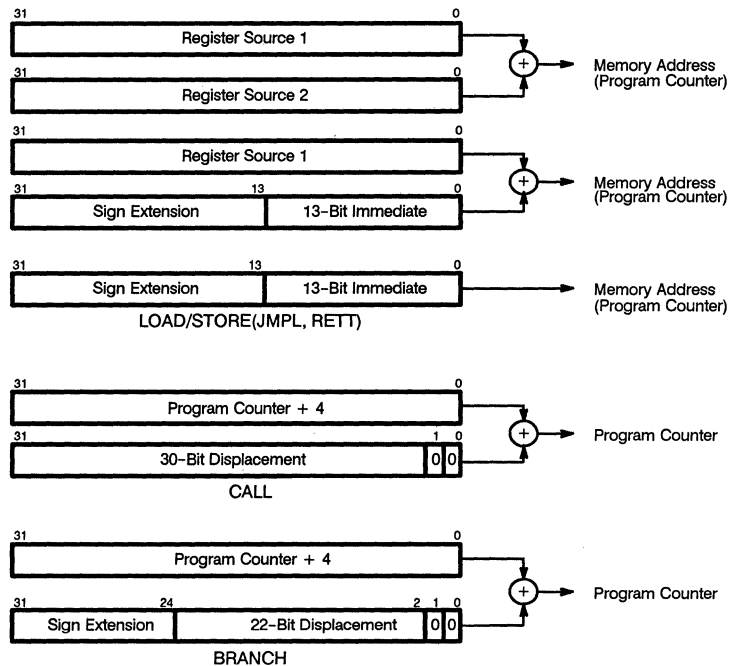 31 0
Register Source 1
31 0
Register Source 2
+
Memory Address
(Program Counter)
31 0
Register Source 1
31 13 0
Sign Extension 13-Bit Immediate
+
Memory Address
(Program Counter)
31 13 0
Sign Extension 13-Bit Immediate
Memory Address
(Program Counter)
LOAD/STORE(JMPL, RETT)
31 0
Program Counter + 4
31 1 0
30-Bit Displacement 0 0
+
Program Counter
CALL
31 0
Program Counter + 4
31 24 2 1 0
Sign Extension 22-Bit Displacement 0 0
+
Program Counter
BRANCH